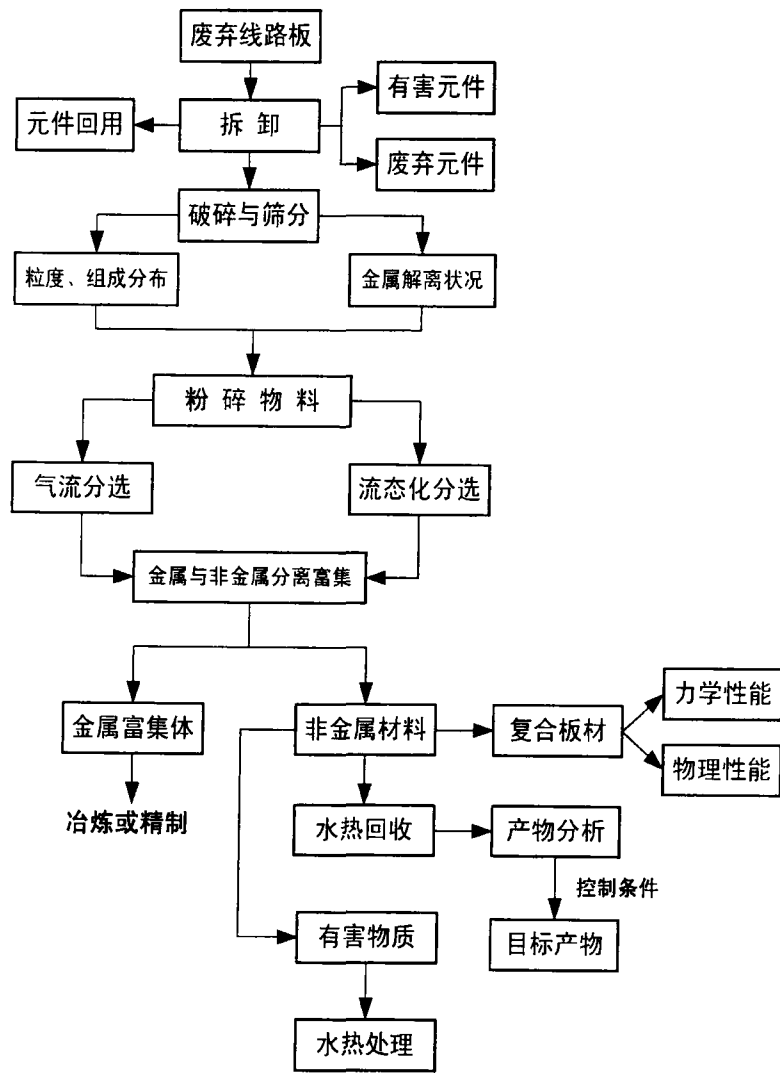 废弃线路板
有害元件
元件回用
拆 卸
废弃元件
破碎与筛分
粒度、组成分布
金属解离状况
粉 碎 物 料
气流分选
流态化分选
金属与非金属分离富集
力学性能
金属富集体
非金属材料
复合板材
物理性能
冶炼或精制
水热回收
产物分析
控制条件
有害物质
目标产物
水热处理